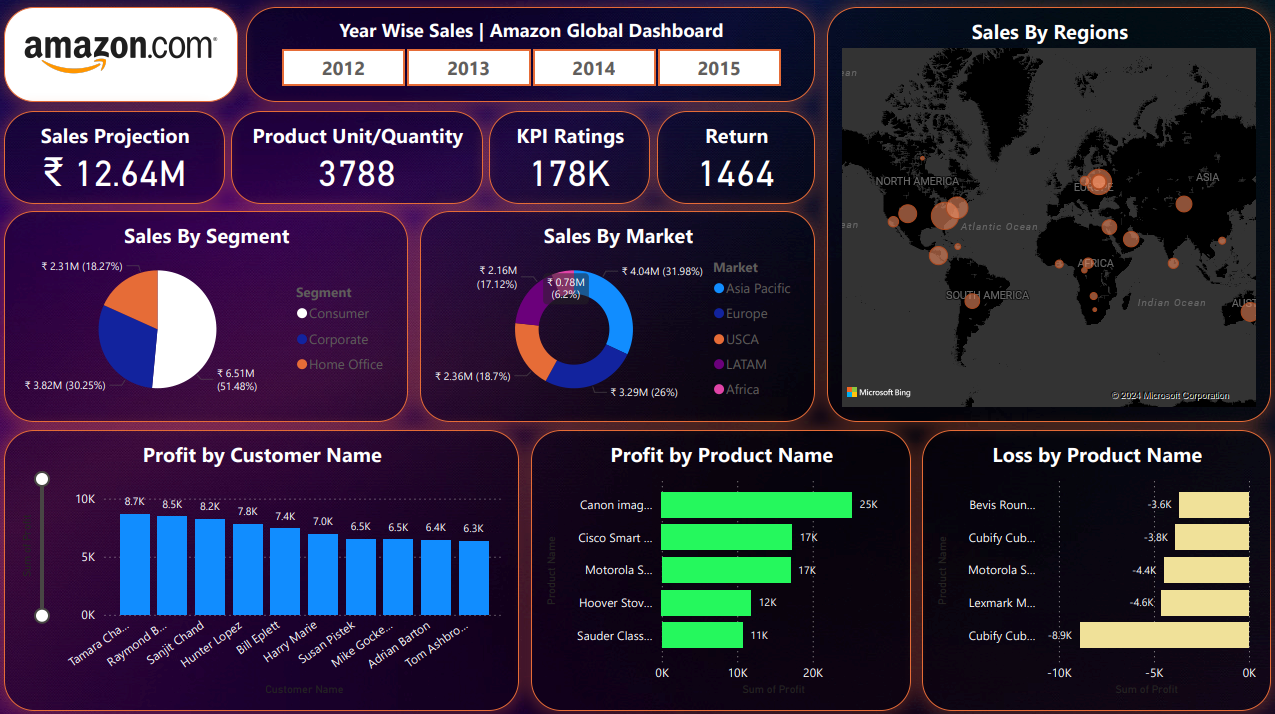 amazon.com
Year Wise Sales | Amazon Global Dashboard
2012
2013
2014
2015
Sales By Regions
ean
NORTH AMERICA
EUROPE
ASIA
ean
Atlantic Ocean
AFRICA
SOUTH AMERICA
Indian Ocean
AUST
Microsoft Bing
© 2024 Microsoft Corporation
Sales Projection
₹ 12.64M
Product Unit/Quantity
3788
KPI Ratings
178K
Return
1464
Sales By Segment
₹ 2.31M (18.27%)
₹ 3.82M (30.25%)
₹ 6.51M
(51.48%)
Segment
Consumer
Corporate
Home Office
Sales By Market
₹ 2.16M
(17.12%)
₹ 0.78M
(6.2%)
₹ 4.04M (31.98%)
₹ 2.36M (18.7%)
₹ 3.29M (26%)
Market
Asia Pacific
Europe
USCA
LATAM
Africa
Profit by Customer Name
10K
5K
0K
8.7K
8.5K
8.2K
7.8K
7.4K
7.0K
6.5K
6.5K
6.4K
6.3K
Tamara Cha...
Raymond B...
Sanjit Chand
Hunter Lopez
Bill Eplett
Harry Marie
Susan Pistek
Mike Gocke...
Adrian Barton
Tom Ashbro...
Customer Name
Profit by Product Name
Product Name
Canon imag...
25K
Cisco Smart ...
17K
Motorola S...
17K
Hoover Stov...
12K
Sauder Class...
11K
0K
10K
20K
Sum of Profit
Loss by Product Name
Product Name
Bevis Roun...
-3.6K
Cubify Cub...
-3.8K
Motorola S...
-4.4K
Lexmark M...
-4.6K
Cubify Cub...
-8.9K
-10K
-5K
0K
Sum of Profit